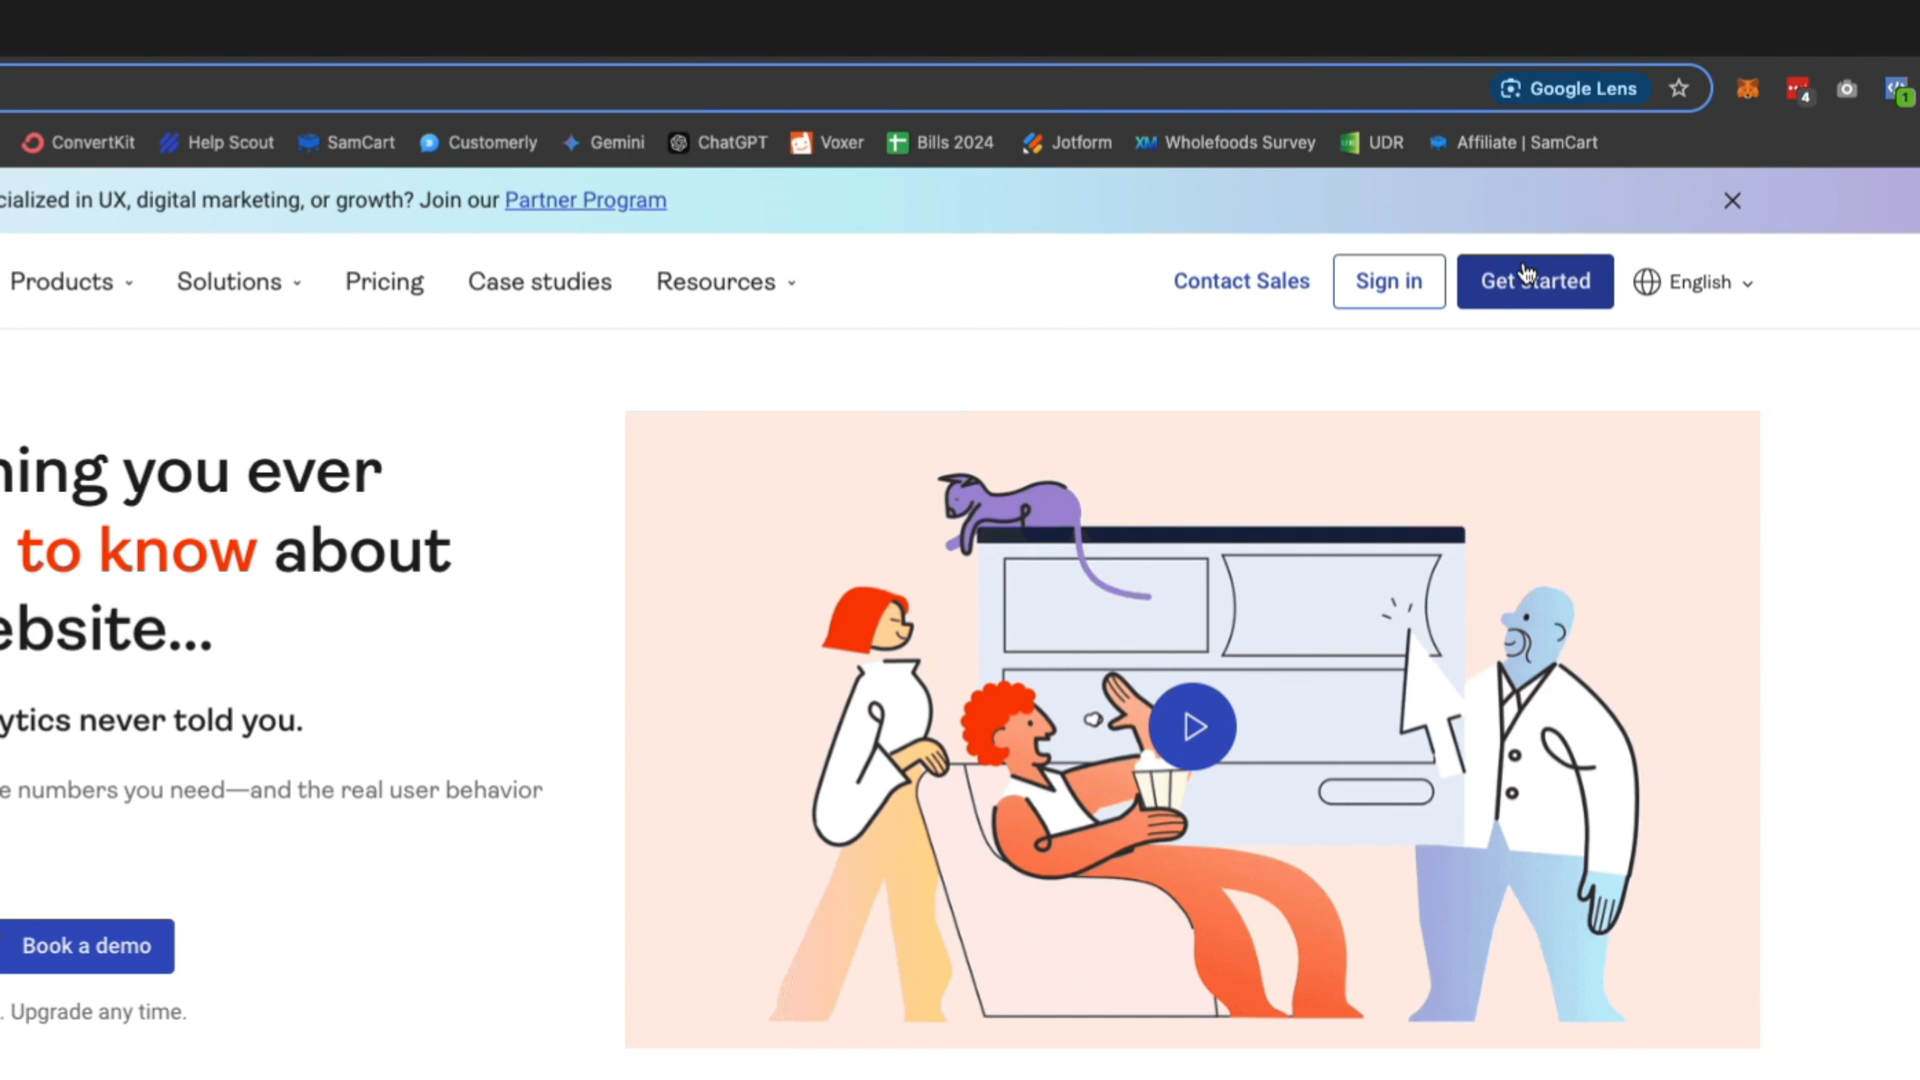 Google Lens
4
1
ConvertKit Help Scout SamCart Customerly Gemini ChatGPT Voxer Bills 2024 Jotform XM Wholefoods Survey UDR Affiliate | SamCart
cialized in UX, digital marketing, or growth? Join our Partner Program
Products Solutions Pricing Case studies Resources Contact Sales Sign in Get started English
ning you ever
to know about
ebsite...
ytics never told you.
e numbers you need—and the real user behavior
Book a demo
. Upgrade any time.